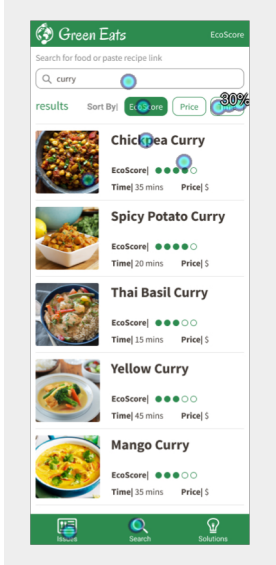 Green Eats EcoScore
Search for food or paste recipe link
curry
results Sort By| EcoScore Price
30%
Chickpea Curry
EcoScore|
Time| 35 mins Price| $
Spicy Potato Curry
EcoScore|
Time| 20 mins Price| $
Thai Basil Curry
EcoScore|
Time| 15 mins Price| $
Yellow Curry
EcoScore|
Time| 45 mins Price| $
Mango Curry
EcoScore|
Time| 35 mins Price| $
Issues Search Solutions